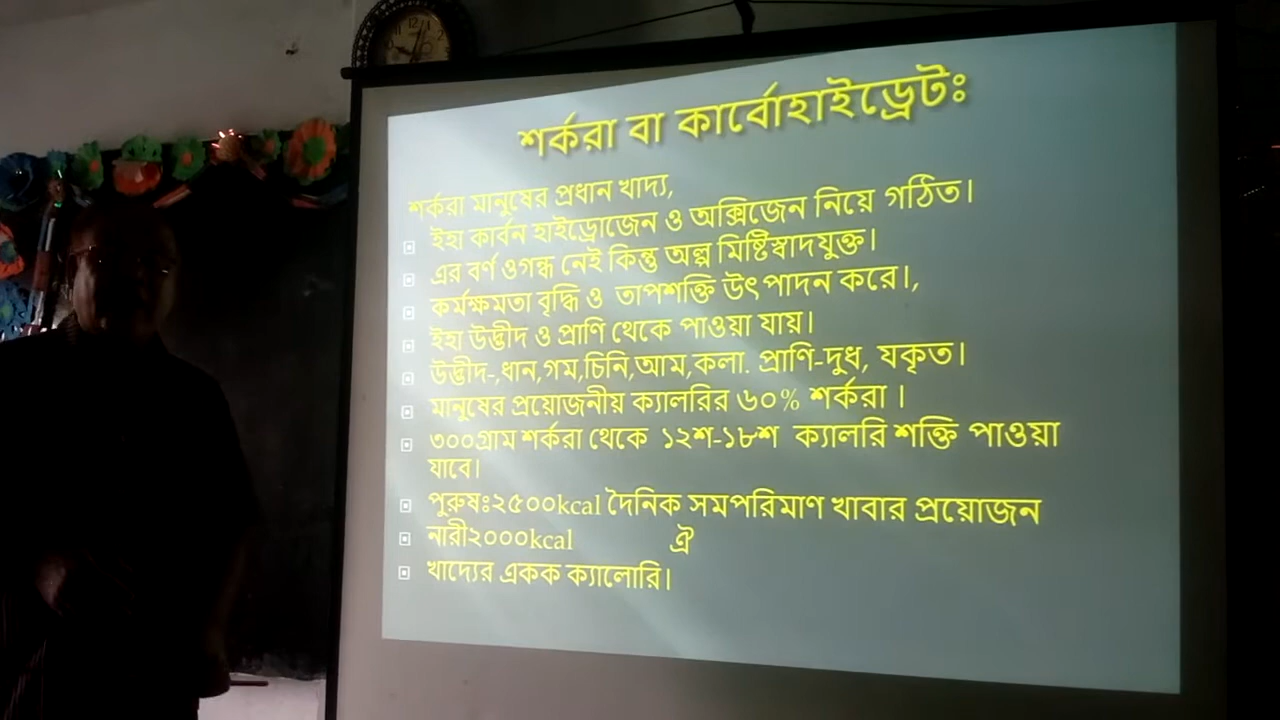 শর্করা বা কার্বোহাইড্রেটঃ
শর্করা মানুষের প্রধান খাদ্য,
ইহা কার্বন হাইড্রোজেন ও অক্সিজেন নিয়ে গঠিত।
এর বর্ণ ওগন্ধ নেই কিন্তু অল্প মিষ্টিস্বাদযুক্ত।
কর্মক্ষমতা বৃদ্ধি ও তাপশক্তি উৎপাদন করে।,
ইহা উদ্ভীদ ও প্রাণি থেকে পাওয়া যায়।
উদ্ভীদ-,ধান,গম,চিনি,আম,কলা. প্রাণি-দুধ, যকৃত।
মানুষের প্রয়োজনীয় ক্যালরির ৬০% শর্করা ।
৩০০গ্রাম শর্করা থেকে ১২শ-১৮শ ক্যালরি শক্তি পাওয়া
যাবে।
পুরুষঃ২৫০০kcal দৈনিক সমপরিমাণ খাবার প্রয়োজন
নারী২০০০kcal ঐ
খাদ্যের একক ক্যালোরি।